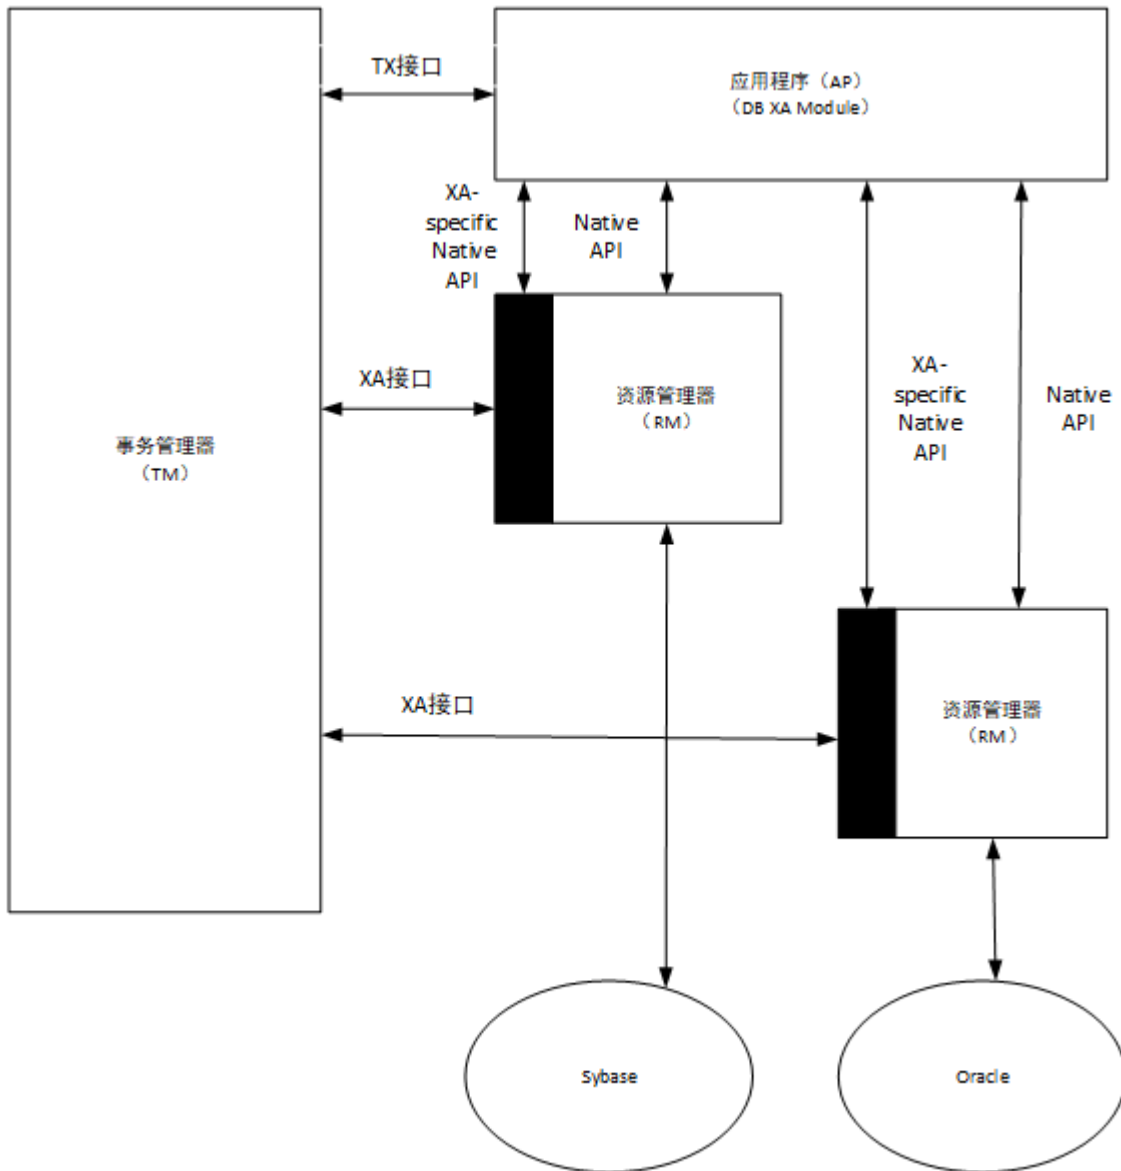 TX接口
应用程序（AP）
（DB XA Module）
XA-
specific
Native
API
Native
API
XA接口
资源管理器
（RM）
事务管理器
（TM）
XA-
specific
Native
API
Native
API
XA接口
资源管理器
（RM）
Sybase
Oracle